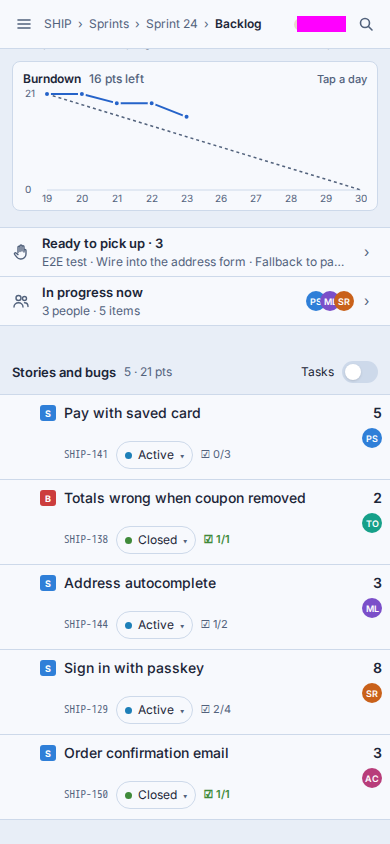 SHIP › Sprints › Sprint 24 › Backlog
Burndown 16 pts left Tap a day
21
0
19 20 21 22 23 26 27 28 29 30
Ready to pick up · 3
E2E test · Wire into the address form · Fallback to pa… ›
In progress now
3 people · 5 items PS ML SR ›
Stories and bugs 5 · 21 pts Tasks
S Pay with saved card 5
PS
SHIP-141 Active ▾ ☑ 0/3
B Totals wrong when coupon removed 2
TO
SHIP-138 Closed ▾ ☑ 1/1
S Address autocomplete 3
ML
SHIP-144 Active ▾ ☑ 1/2
S Sign in with passkey 8
SR
SHIP-129 Active ▾ ☑ 2/4
S Order confirmation email 3
AC
SHIP-150 Closed ▾ ☑ 1/1